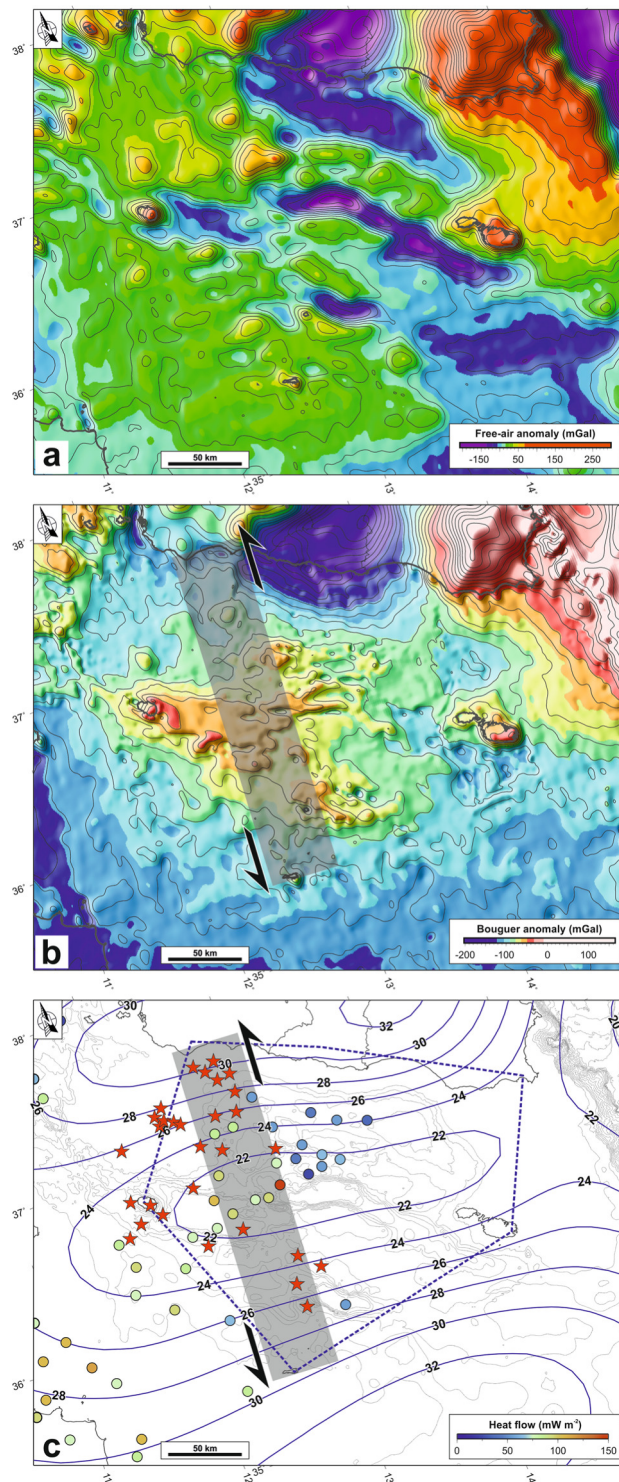 38˚
37˚
36˚
a
50 km
Free-air anomaly (mGal)
-150 50 150 250
11˚ 12˚35 13˚ 14˚
38˚
37˚
36˚
b
50 km
Bouguer anomaly (mGal)
-200 -100 0 100
11˚ 12˚35 13˚ 14˚
30 32 20
38˚ 30 30
28 28
26 26
26 28 26 24 22
24 22
22
22
37˚ 24 22 24
22 24
26
24 28
26 30
32
36˚ 28 30
c
50 km
Heat flow (mW m⁻²)
0 50 100 150
11˚ 12˚35 13˚ 14˚